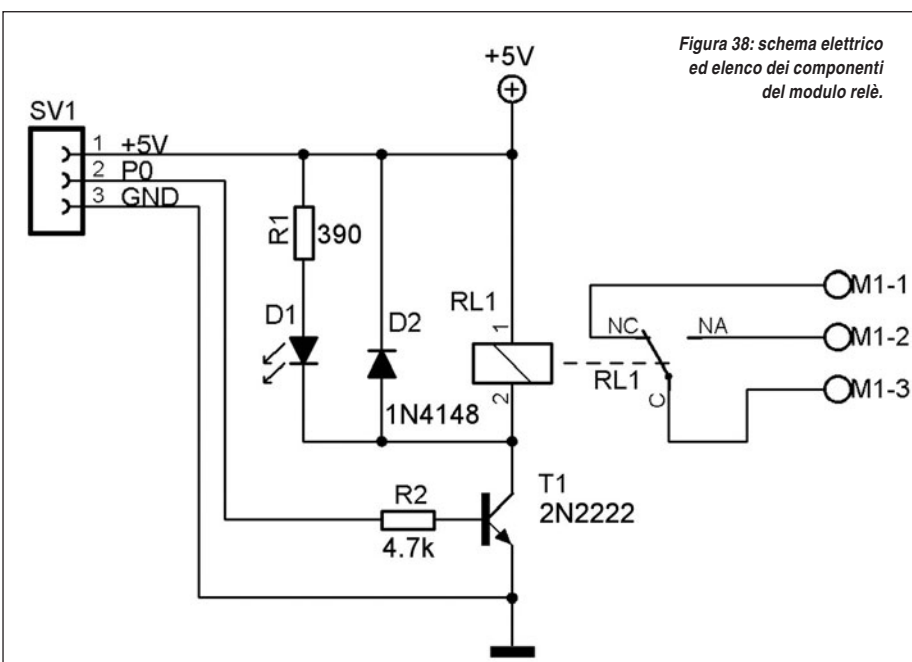 Figura 38: schema elettrico
ed elenco dei componenti
del modulo relè.
+5V
SV1
1 +5V
2 P0
3 GND
R1
390
D1
D2
1N4148
RL1
1
2
NC
NA
RL1
C
M1-1
M1-2
M1-3
R2
4.7k
T1
2N2222